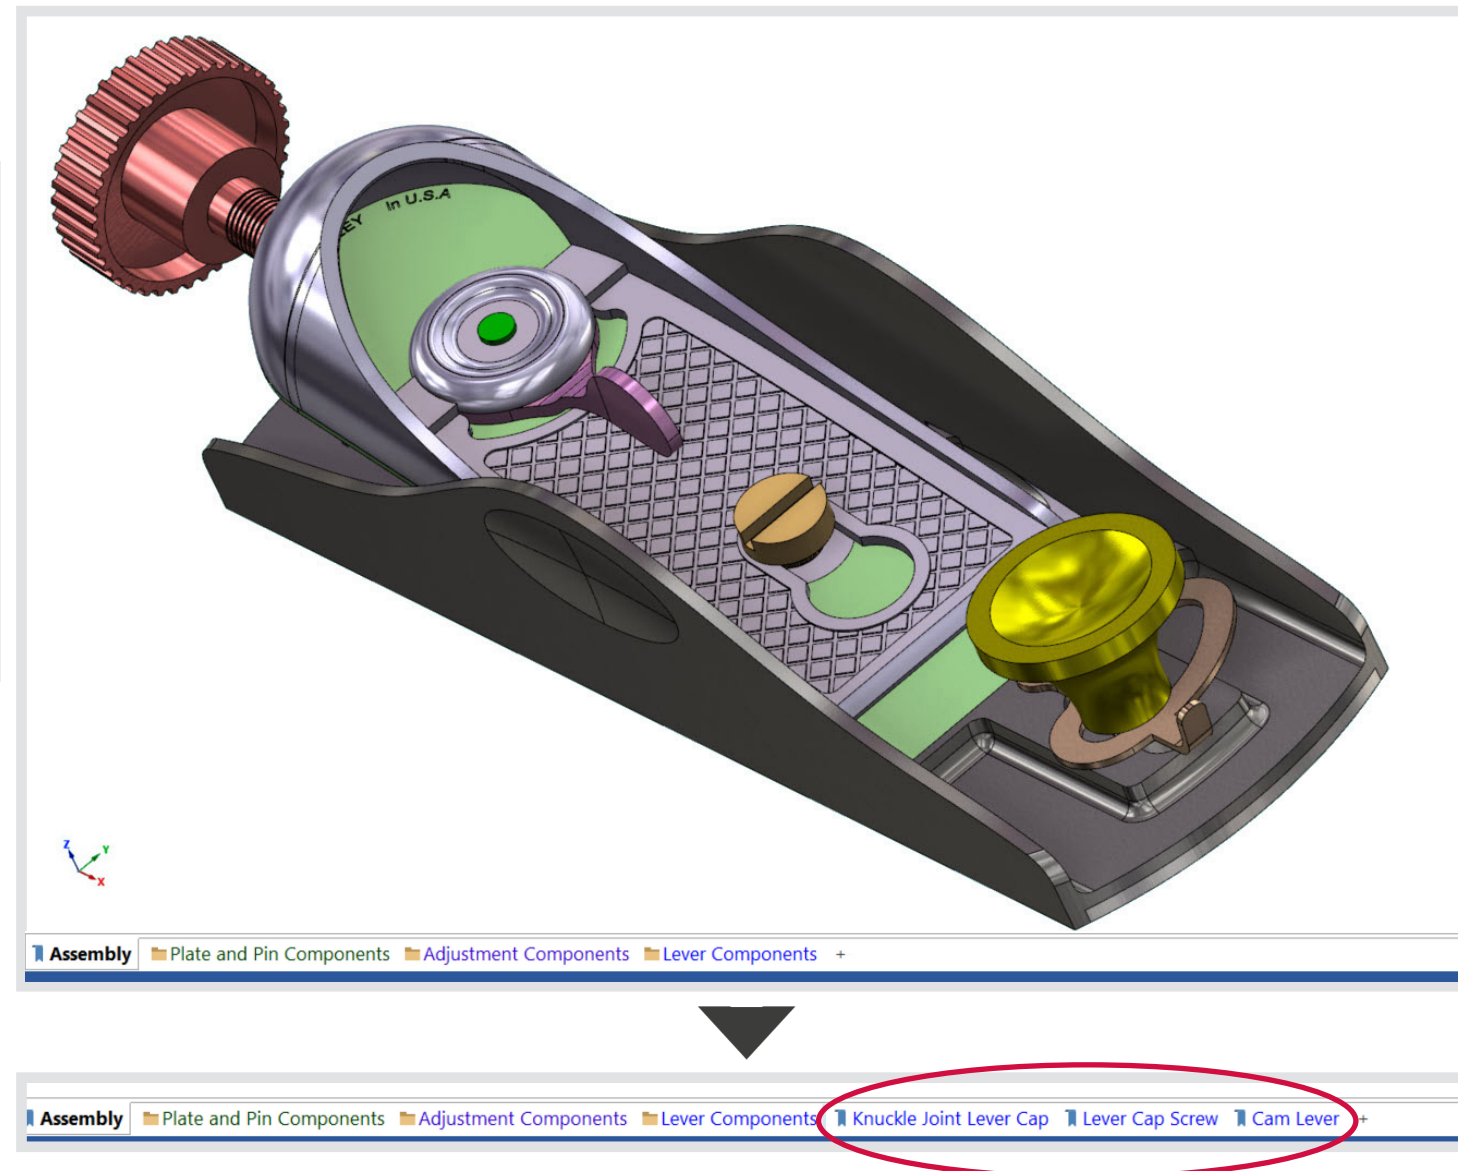 EY In U.S.A
Z Y
X
Assembly Plate and Pin Components Adjustment Components Lever Components +
Assembly Plate and Pin Components Adjustment Components Lever Components Knuckle Joint Lever Cap Lever Cap Screw Cam Lever +